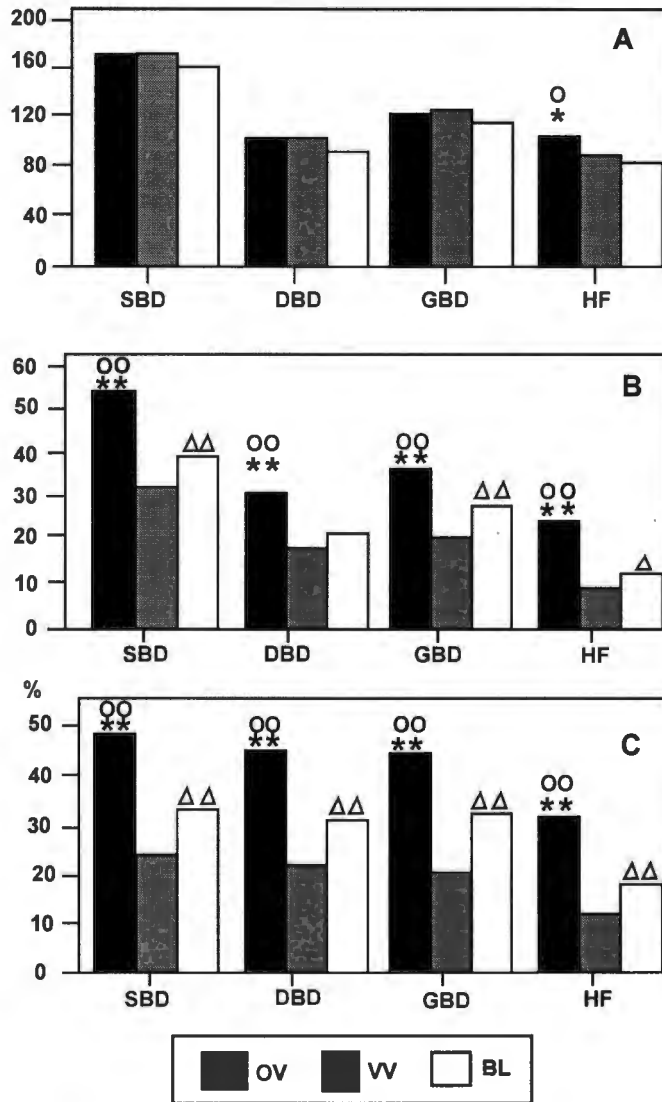 200
160
120
80
40
0
A
O
*
SBD DBD GBD HF
60
50
40
30
20
10
0
B
OO
**
ΔΔ
OO
**
OO
**
ΔΔ
OO
**
Δ
SBD DBD GBD HF
%
50
40
30
20
10
0
C
OO
**
ΔΔ
OO
**
ΔΔ
OO
**
ΔΔ
OO
**
ΔΔ
SBD DBD GBD HF
OV VV BL